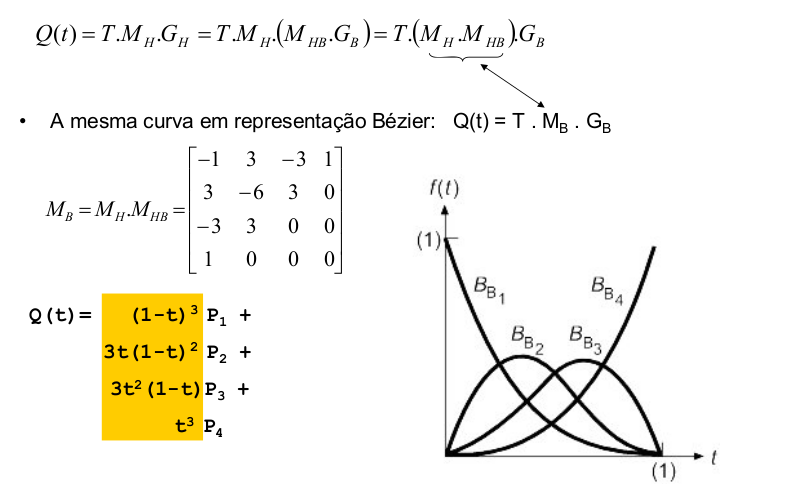 Q(t) = T.M_H.G_H = T.M_H.(M_HB.G_B) = T.(M_H.M_HB).G_B
• A mesma curva em representação Bézier: Q(t) = T . M_B . G_B
M_B = M_H.M_HB =
-1 3 -3 1
3 -6 3 0
-3 3 0 0
1 0 0 0
Q(t)= (1-t)³ P₁ +
3t(1-t)² P₂ +
3t²(1-t)P₃ +
t³ P₄
f(t)
(1)
B_B₁ B_B₄
B_B₂ B_B₃
t
(1)